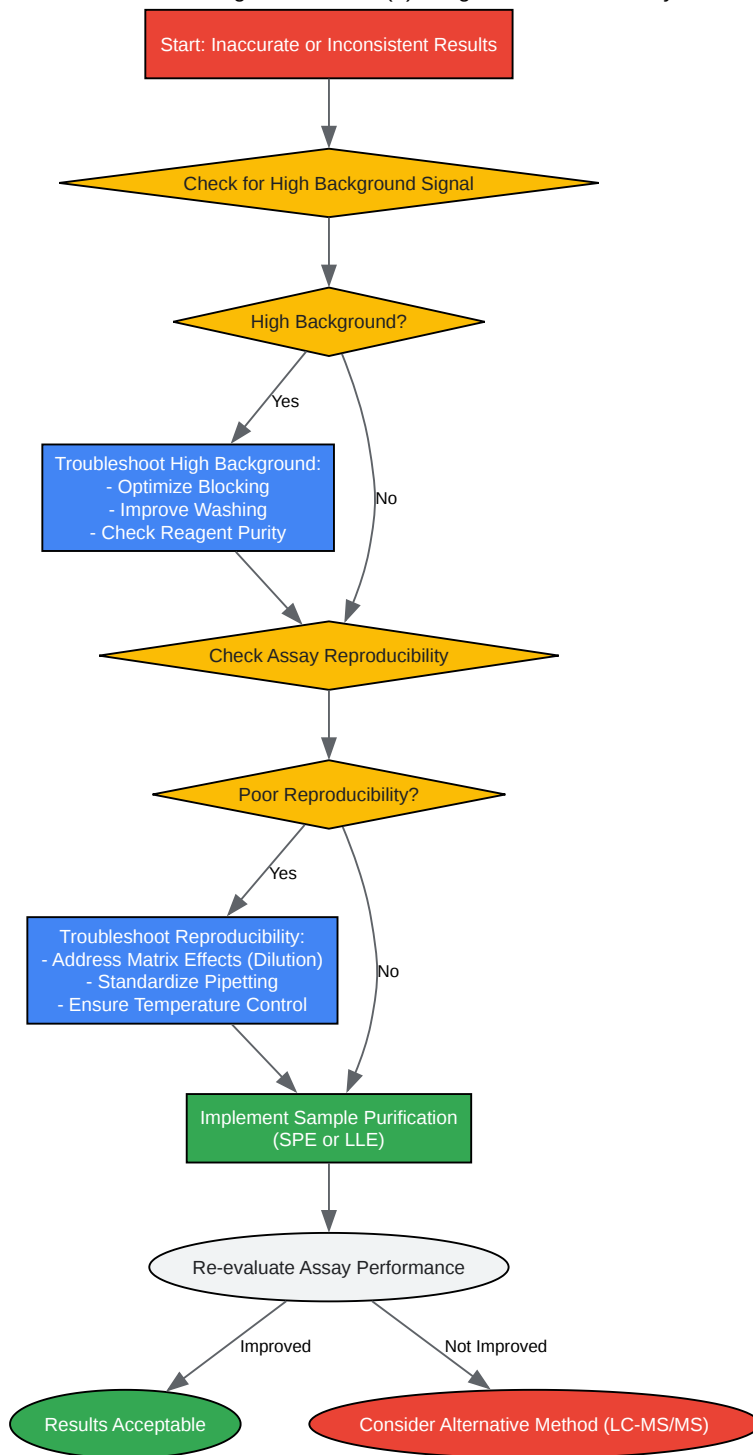 Start: Inaccurate or Inconsistent Results
Check for High Background Signal
High Background?
Yes
Troubleshoot High Background:
- Optimize Blocking
- Improve Washing
- Check Reagent Purity
No
Check Assay Reproducibility
Poor Reproducibility?
Yes
Troubleshoot Reproducibility:
- Address Matrix Effects (Dilution)
- Standardize Pipetting
- Ensure Temperature Control
No
Implement Sample Purification
(SPE or LLE)
Re-evaluate Assay Performance
Improved
Not Improved
Results Acceptable
Consider Alternative Method (LC-MS/MS)